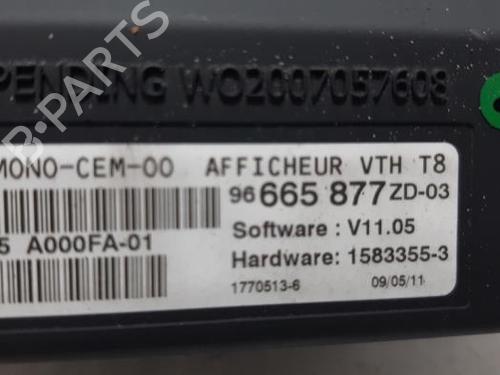 PENDING WO2007057608
MONO-CEM-00 AFFICHEUR VTH T8
96 665 877 ZD-03
Software : V11.05
5 A000FA-01
Hardware: 1583355-3
1770513-6 09/05/11
B-PARTS